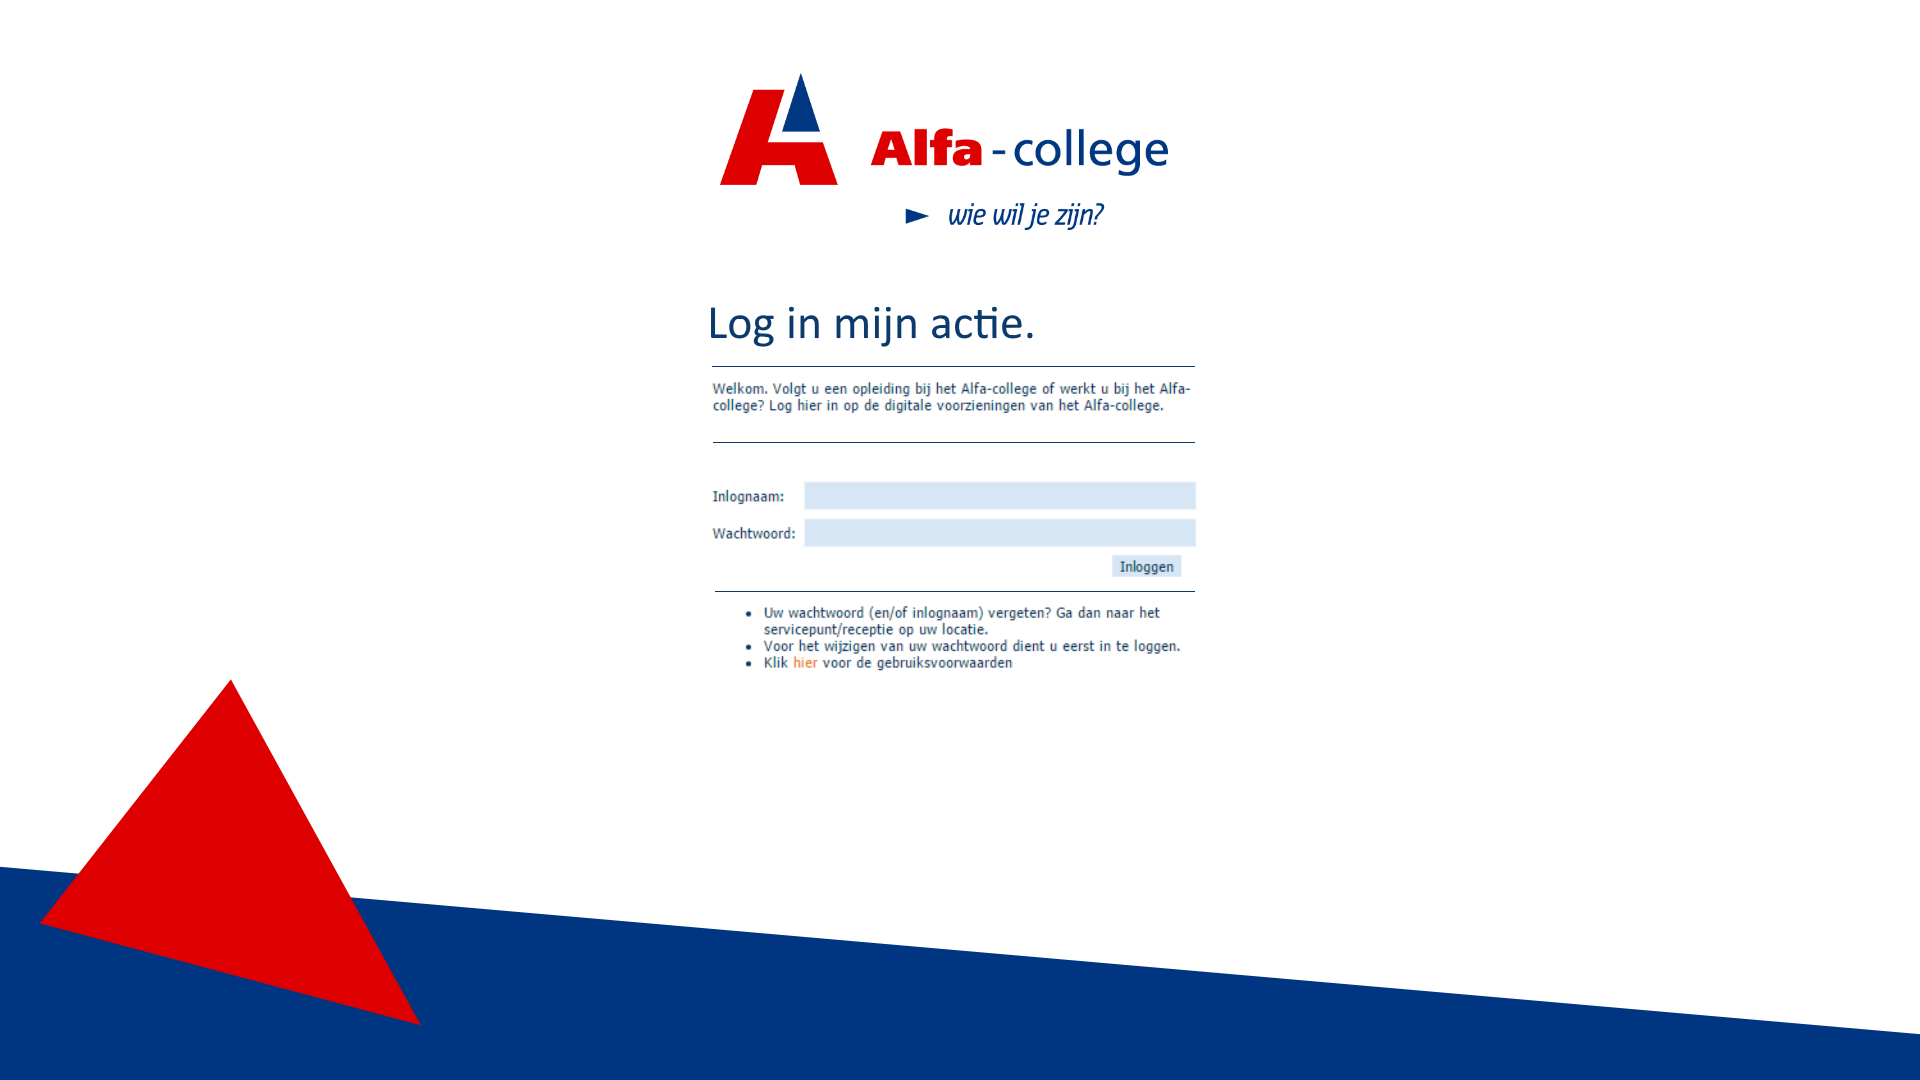 Alfa-college
wie wil je zijn?
Log in mijn actie.
Welkom. Volgt u een opleiding bij het Alfa-college of werkt u bij het Alfa-
college? Log hier in op de digitale voorzieningen van het Alfa-college.
Inlognaam:
Wachtwoord:
Inloggen
• Uw wachtwoord (en/of inlognaam) vergeten? Ga dan naar het
servicepunt/receptie op uw locatie.
• Voor het wijzigen van uw wachtwoord dient u eerst in te loggen.
• Klik hier voor de gebruiksvoorwaarden